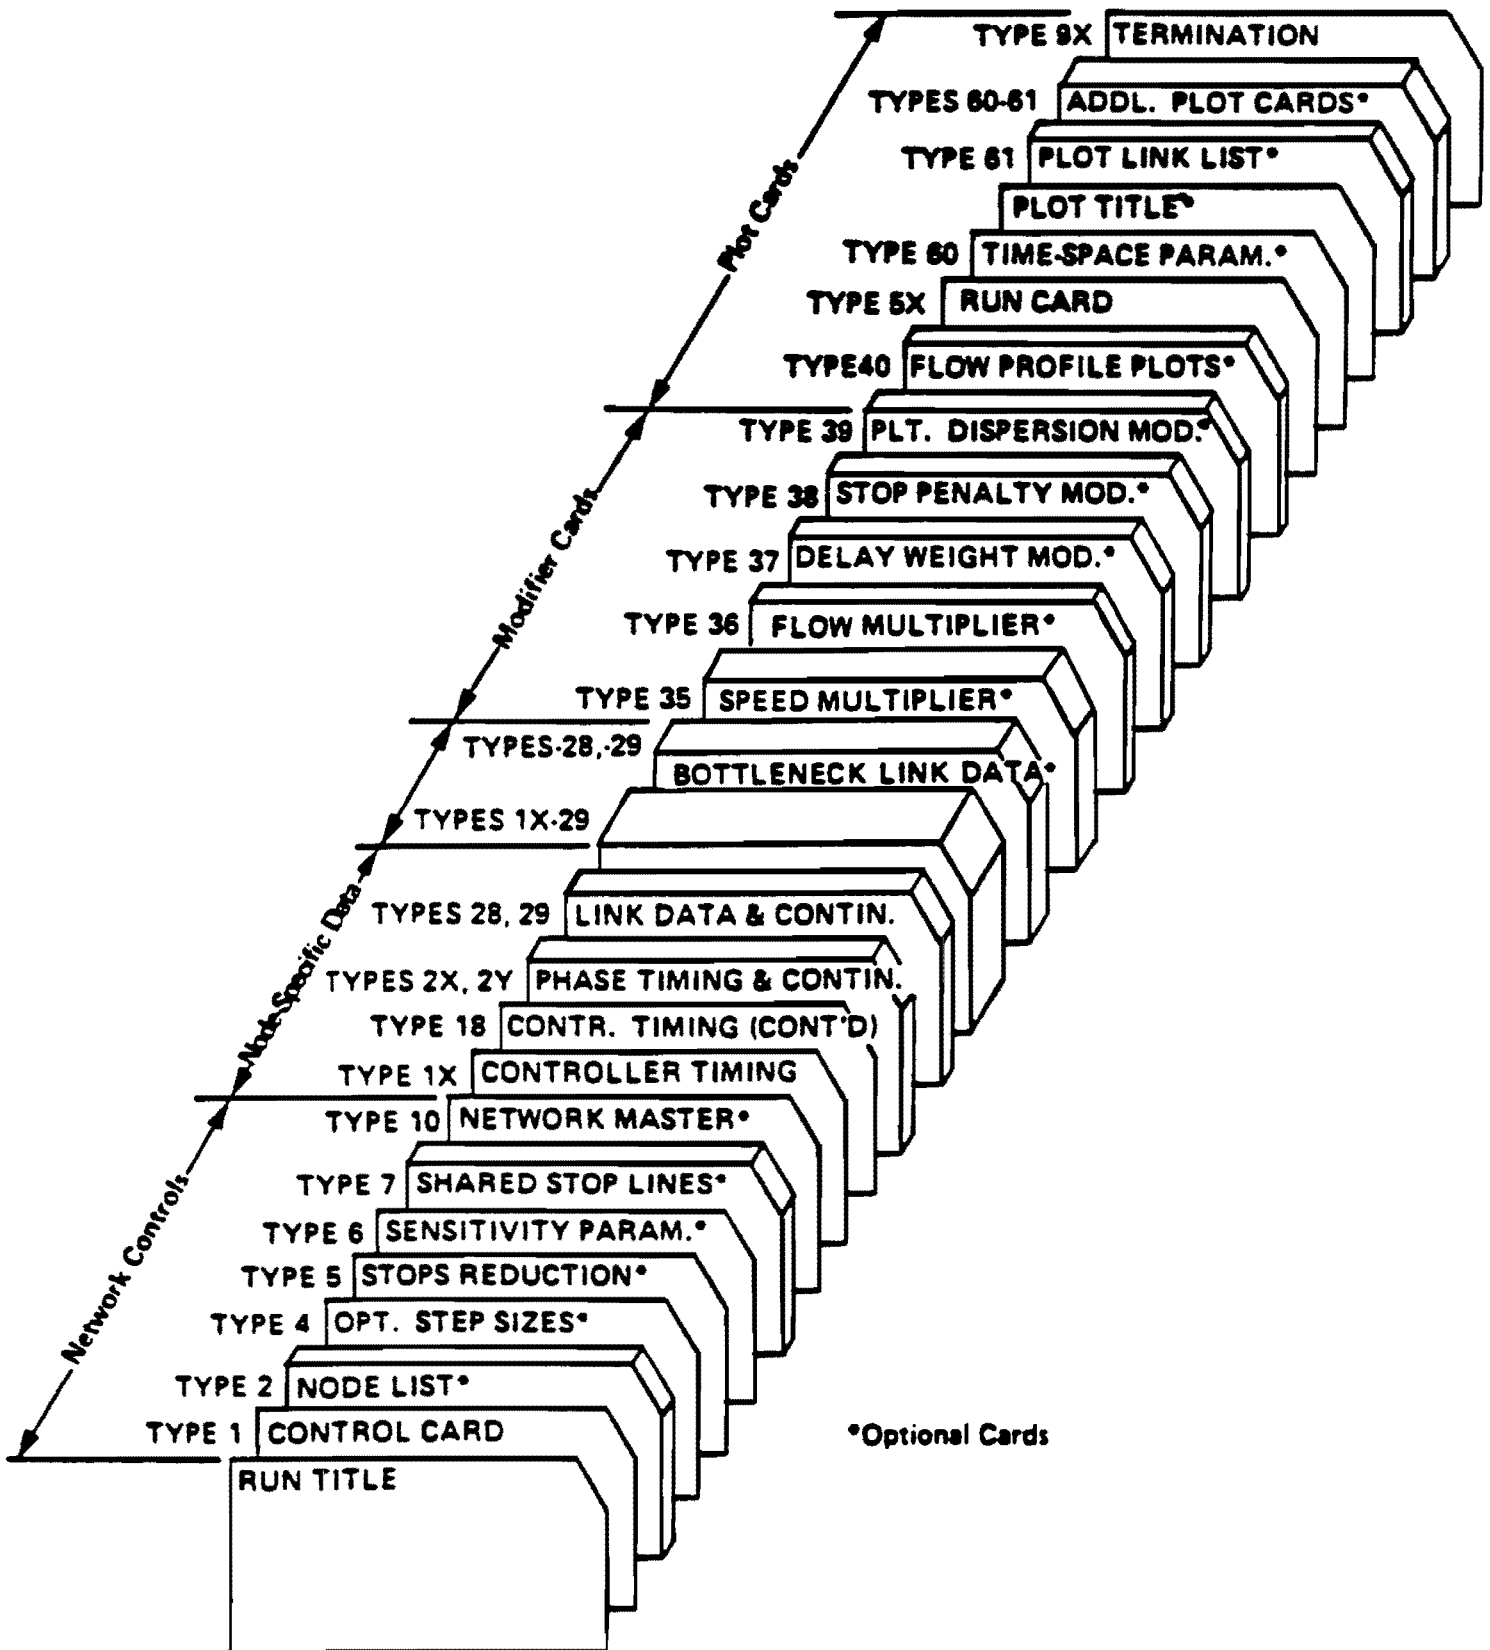 TYPE 9X TERMINATION
TYPES 60-61 ADDL. PLOT CARDS*
TYPE 61 PLOT LINK LIST*
PLOT TITLE*
TYPE 60 TIME-SPACE PARAM.*
TYPE 5X RUN CARD
TYPE40 FLOW PROFILE PLOTS*
TYPE 39 PLT. DISPERSION MOD.*
TYPE 38 STOP PENALTY MOD.*
TYPE 37 DELAY WEIGHT MOD.*
TYPE 36 FLOW MULTIPLIER*
TYPE 35 SPEED MULTIPLIER*
TYPES-28,-29 BOTTLENECK LINK DATA*
TYPES 1X-29
TYPES 28, 29 LINK DATA & CONTIN.
TYPES 2X, 2Y PHASE TIMING & CONTIN.
TYPE 18 CONTR. TIMING (CONT'D)
TYPE 1X CONTROLLER TIMING
TYPE 10 NETWORK MASTER*
TYPE 7 SHARED STOP LINES*
TYPE 6 SENSITIVITY PARAM.*
TYPE 5 STOPS REDUCTION*
TYPE 4 OPT. STEP SIZES*
TYPE 2 NODE LIST*
TYPE 1 CONTROL CARD
RUN TITLE
Plot Cards
Modifier Cards
Node-Specific Data
Network Controls
*Optional Cards